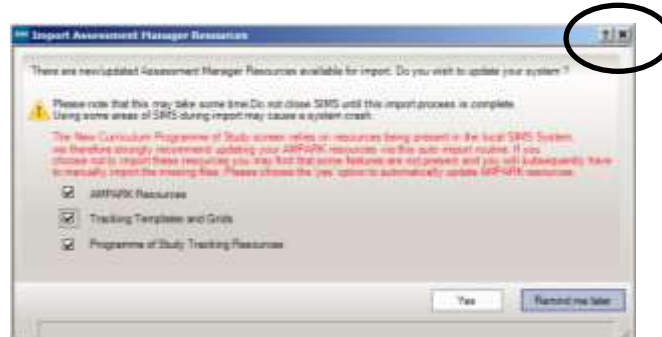 Import Assessment Manager Resources
? x
There are new/updated Assessment Manager Resources available for import. Do you wish to update your system ?
Please note that this may take some time.Do not close SIMS until this import process is complete.
Using some areas of SIMS during import may cause a system crash.
The New Curriculum Programme of Study screen relies on resources being present in the local SIMS System,
we therefore strongly recommend updating your AMPARK resources via this auto import routine. If you
choose not to import these resources you may find that some features are not present and you will subsequently have
to manually import the missing files. Please choose the 'yes' option to automatically update AMPARK resources.
AMPARK Resources
Tracking Templates and Grids
Programme of Study Tracking Resources
Yes
Remind me later